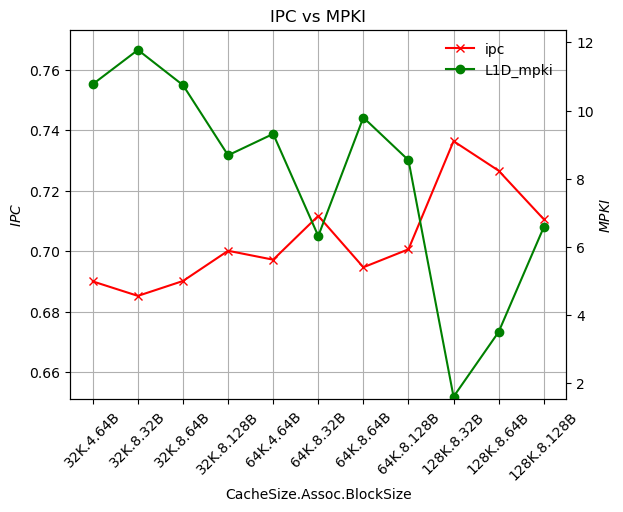 IPC vs MPKI
ipc
L1D_mpki
0.76
0.74
0.72
0.70
0.68
0.66
IPC
12
10
8
6
4
2
MPKI
32K.4.64B
32K.8.32B
32K.8.64B
32K.8.128B
64K.4.64B
64K.8.32B
64K.8.64B
64K.8.128B
128K.8.32B
128K.8.64B
128K.8.128B
CacheSize.Assoc.BlockSize